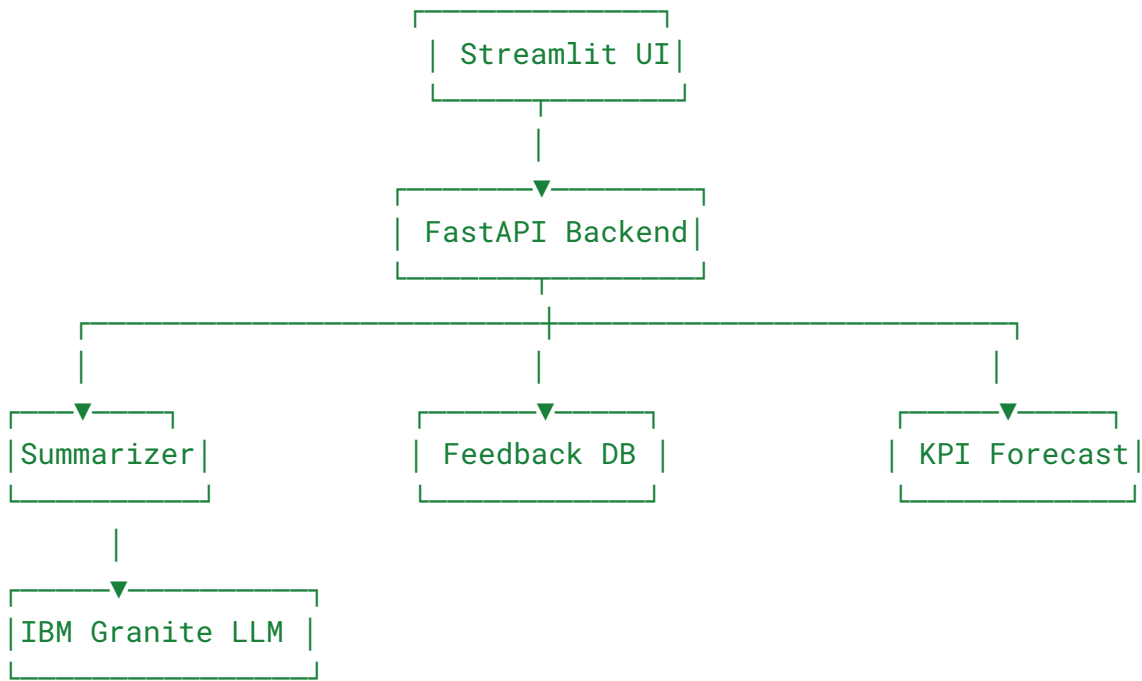 Streamlit UI
FastAPI Backend
Summarizer Feedback DB KPI Forecast
IBM Granite LLM